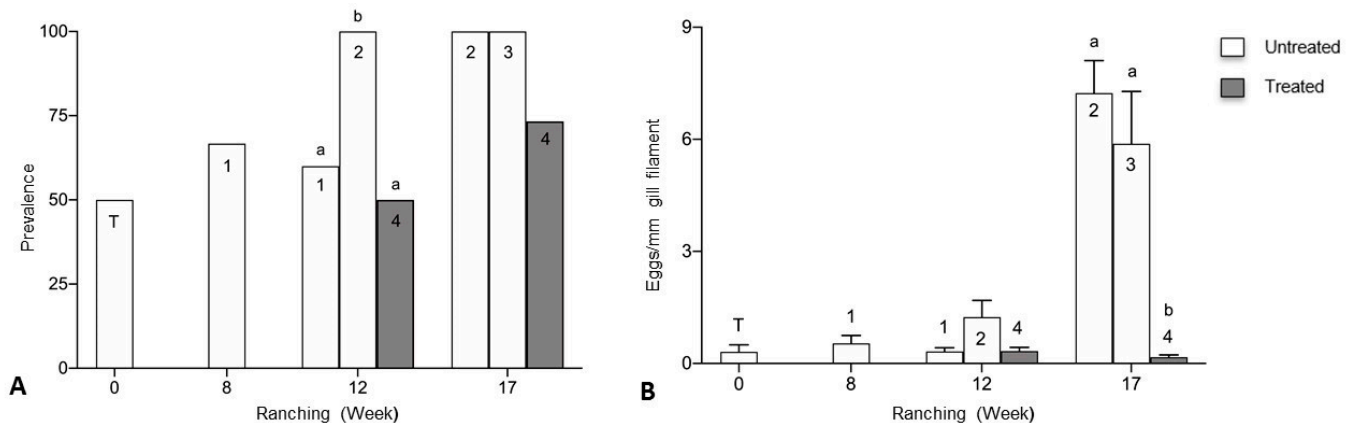 Prevalence
100
75
50
25
0
T
1
a
1
b
2
a
4
2
3
4
0
8
12
17
Ranching (Week)
A
Eggs/mm gill filament
9
6
3
0
T
1
1
2
4
a
2
a
3
b
4
0
8
12
17
Ranching (Week)
B
Untreated
Treated